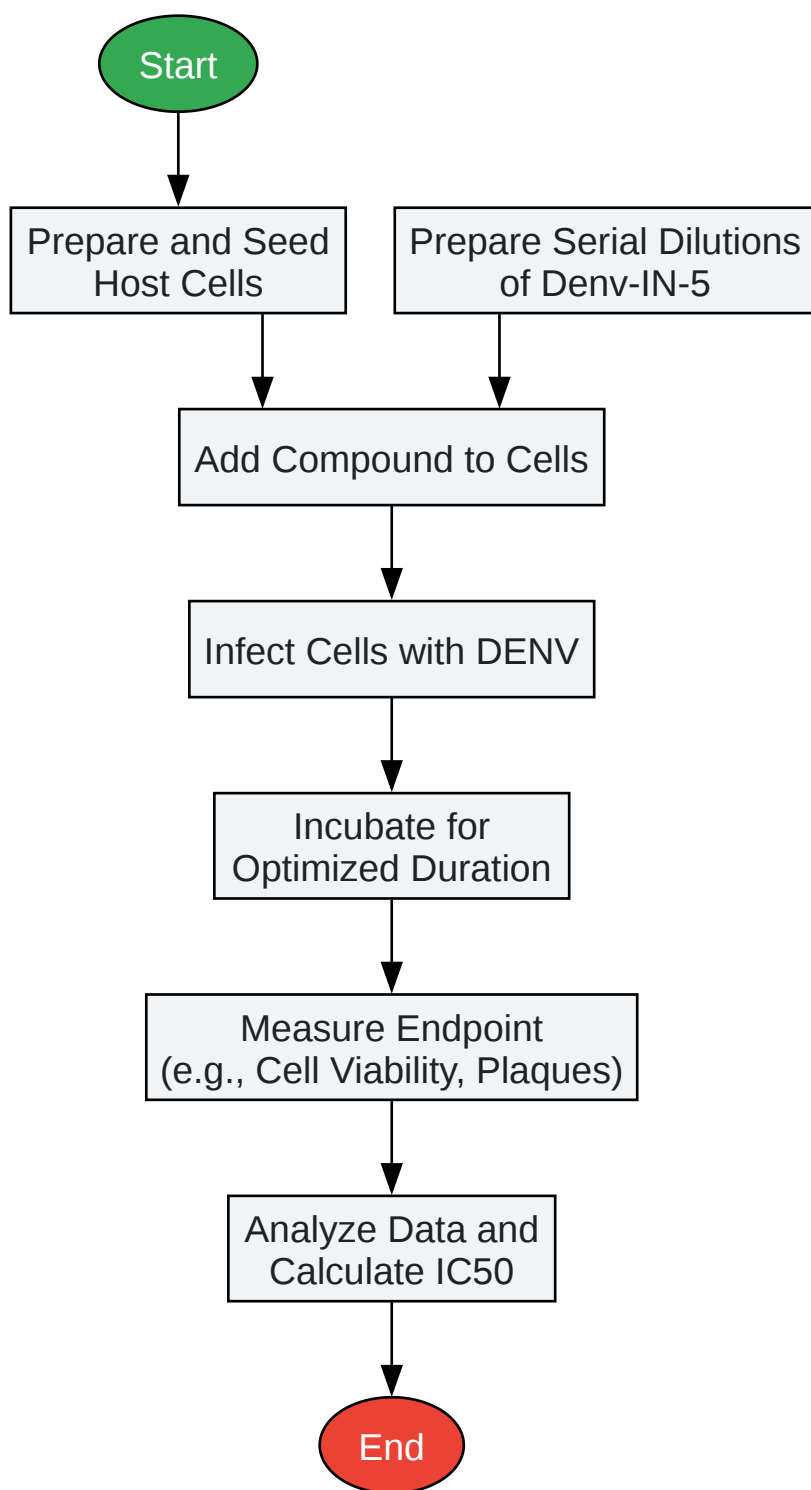 Start
Prepare and Seed
Host Cells
Prepare Serial Dilutions
of Denv-IN-5
Add Compound to Cells
Infect Cells with DENV
Incubate for
Optimized Duration
Measure Endpoint
(e.g., Cell Viability, Plaques)
Analyze Data and
Calculate IC50
End